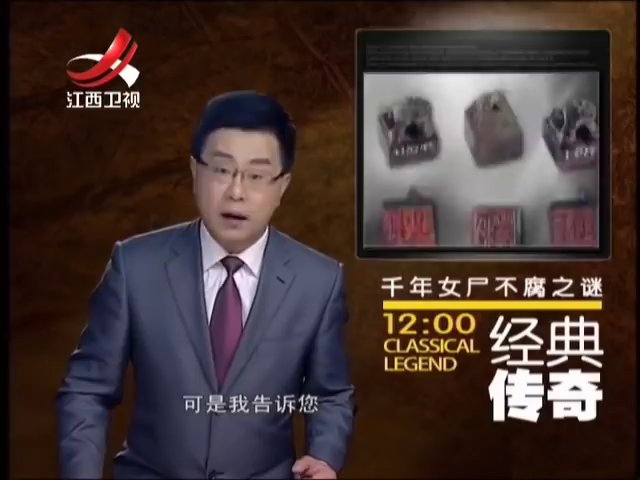 江西卫视
千年女尸不腐之谜
12:00
CLASSICAL
LEGEND
经典
传奇
可是我告诉您